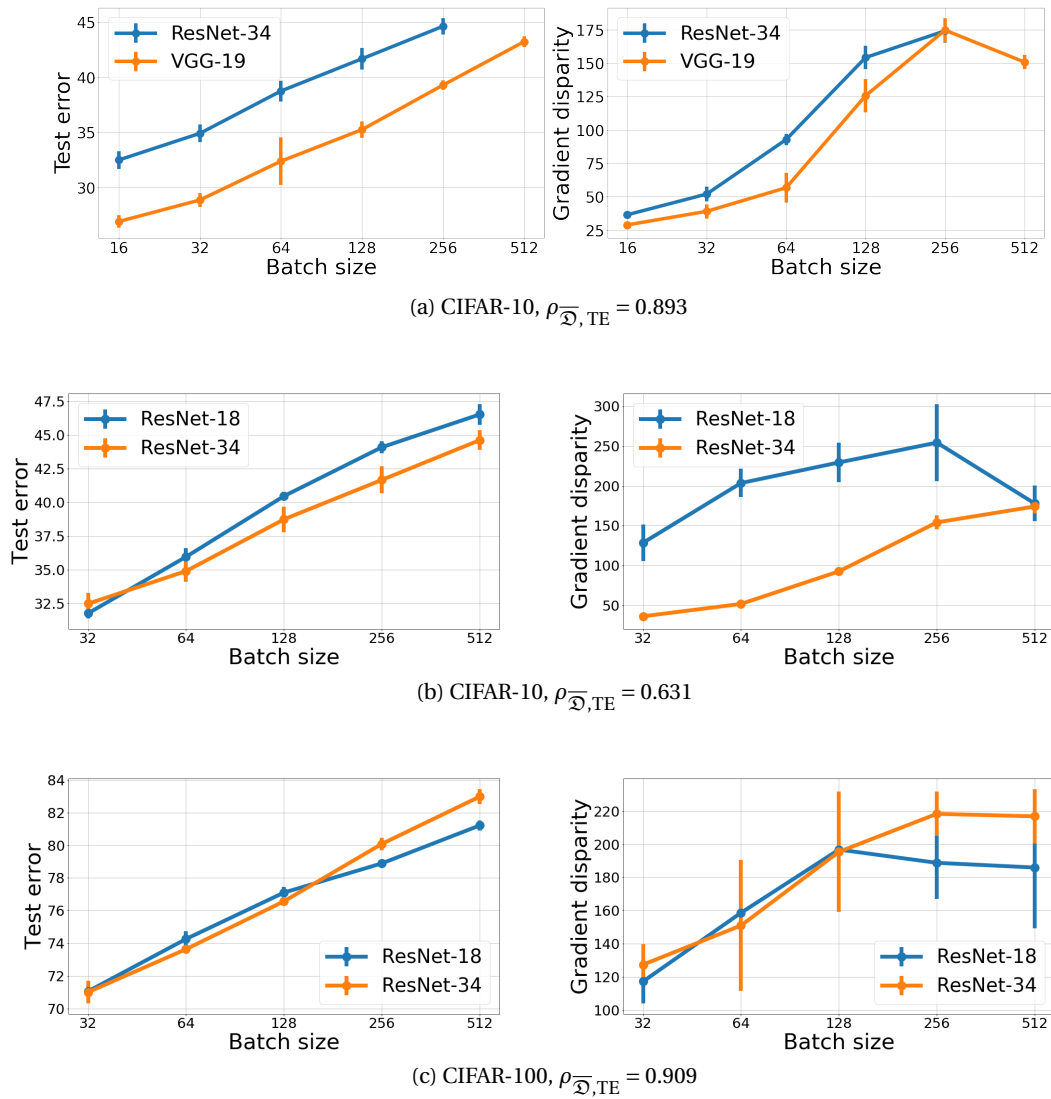 45
40
35
30
Test error
ResNet-34
VGG-19
16 32 64 128 256 512
Batch size
175
150
125
100
75
50
25
Gradient disparity
ResNet-34
VGG-19
16 32 64 128 256 512
Batch size
(a) CIFAR-10, ρ_{\overline{𝔇}, TE} = 0.893
47.5
45.0
42.5
40.0
37.5
35.0
32.5
Test error
ResNet-18
ResNet-34
32 64 128 256 512
Batch size
300
250
200
150
100
50
Gradient disparity
ResNet-18
ResNet-34
32 64 128 256 512
Batch size
(b) CIFAR-10, ρ_{\overline{𝔇},TE} = 0.631
84
82
80
78
76
74
72
70
Test error
ResNet-18
ResNet-34
32 64 128 256 512
Batch size
220
200
180
160
140
120
100
Gradient disparity
ResNet-18
ResNet-34
32 64 128 256 512
Batch size
(c) CIFAR-100, ρ_{\overline{𝔇},TE} = 0.909